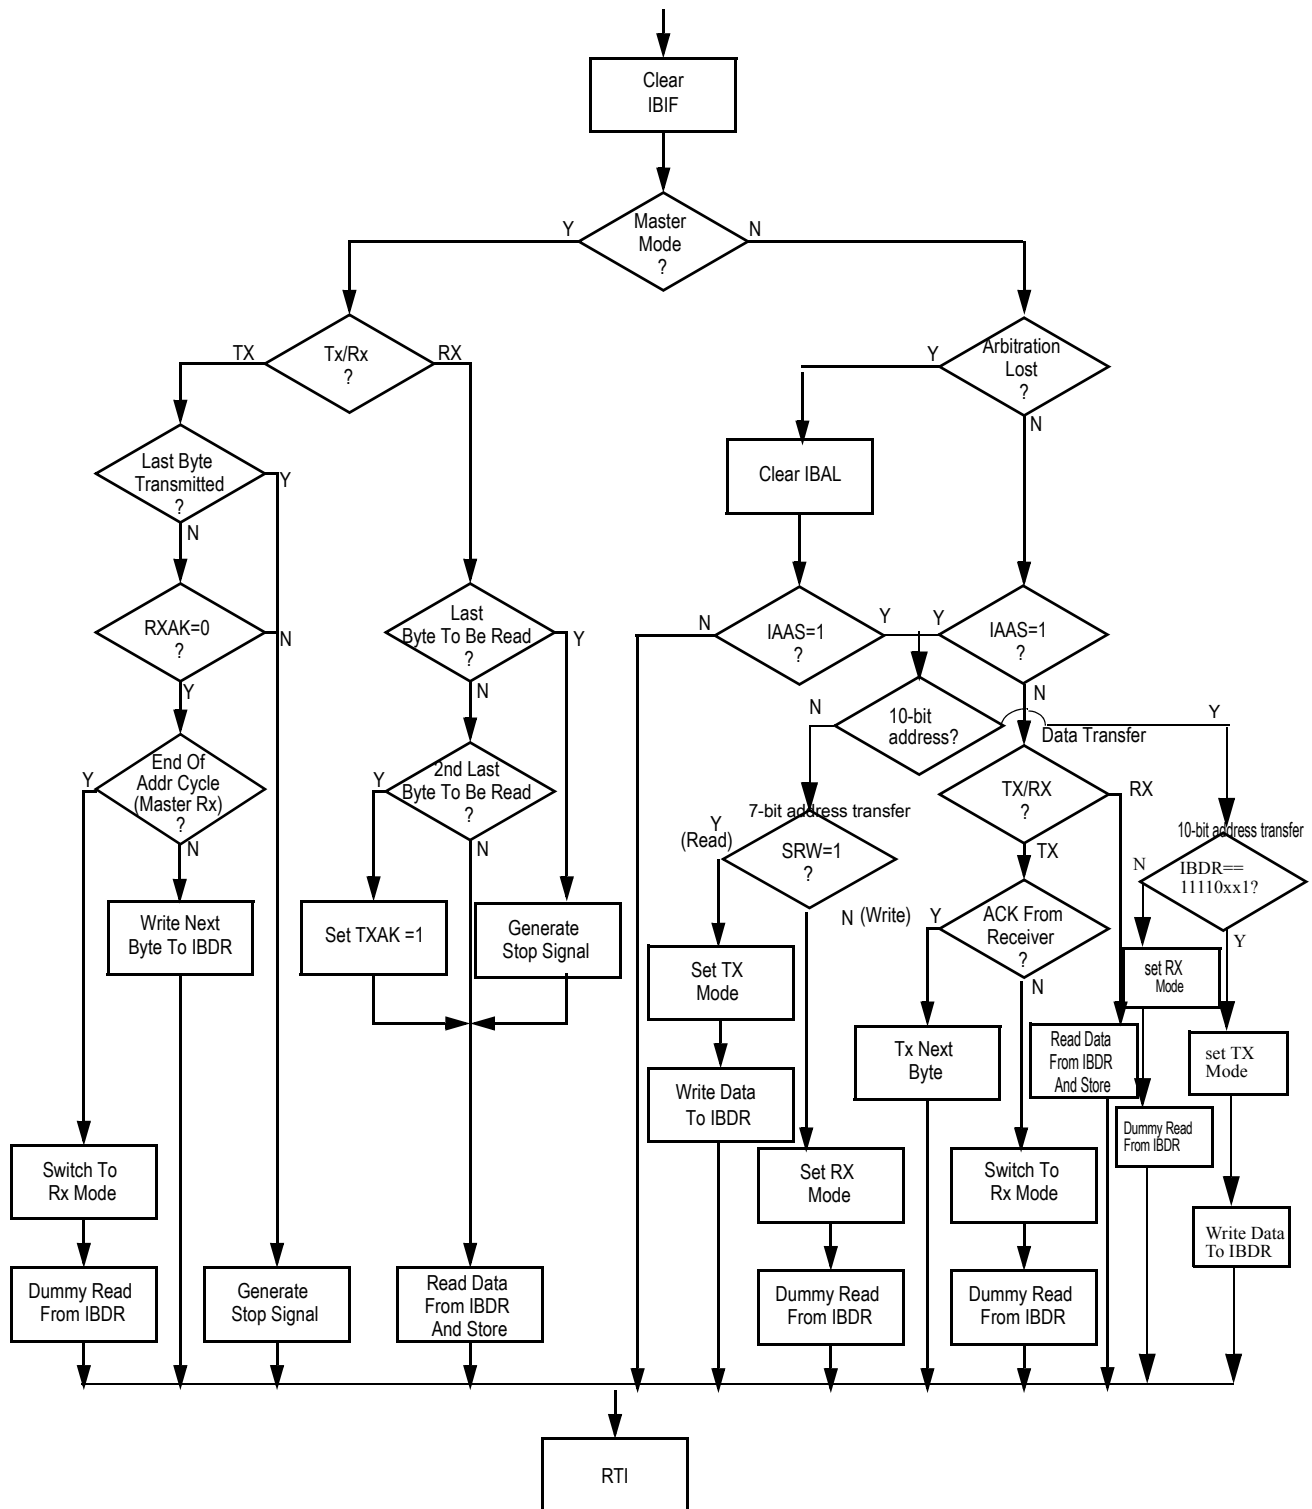 Clear
IBIF
Master
Mode
?
Y
N
Tx/Rx
?
TX
RX
Arbitration
Lost
?
Y
N
Last Byte
Transmitted
?
Y
N
Clear IBAL
RXAK=0
?
N
Y
Last
Byte To Be Read
?
Y
N
IAAS=1
?
N
Y
IAAS=1
?
Y
N
10-bit
address?
N
Y
Data Transfer
End Of
Addr Cycle
(Master Rx)
?
Y
N
2nd Last
Byte To Be Read
?
Y
N
TX/RX
?
RX
TX
7-bit address transfer
SRW=1
?
Y
(Read)
N (Write)
10-bit address transfer
IBDR==
11110xx1?
N
Y
Write Next
Byte To IBDR
Set TXAK =1
Generate
Stop Signal
ACK From
Receiver
?
Y
N
Set TX
Mode
set RX
Mode
Tx Next
Byte
Read Data
From IBDR
And Store
set TX
Mode
Write Data
To IBDR
Dummy Read
From IBDR
Switch To
Rx Mode
Set RX
Mode
Switch To
Rx Mode
Write Data
To IBDR
Dummy Read
From IBDR
Generate
Stop Signal
Read Data
From IBDR
And Store
Dummy Read
From IBDR
Dummy Read
From IBDR
RTI